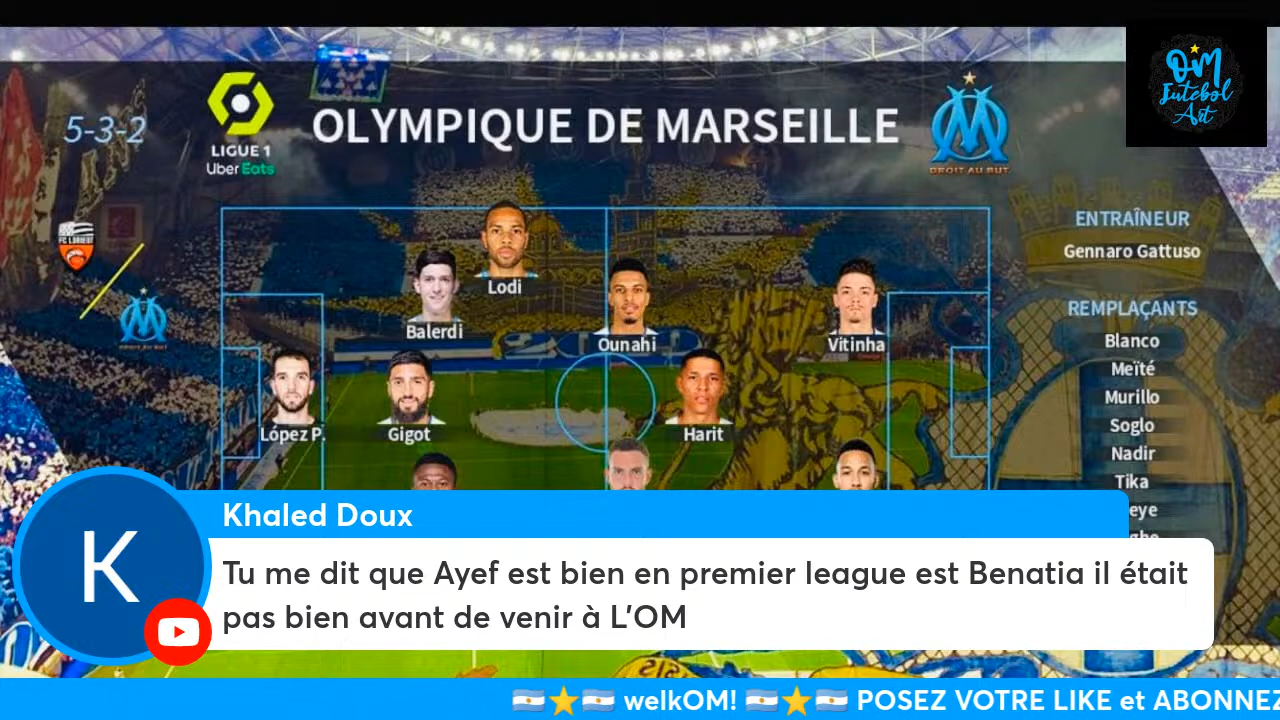 OM
Futebol
Art
5-3-2
LIGUE 1
Uber Eats
OLYMPIQUE DE MARSEILLE
DROIT AU BUT
FC LORIENT
ENTRAÎNEUR
Gennaro Gattuso
REMPLAÇANTS
Blanco
Meïté
Murillo
Soglo
Nadir
Tika
Lodi
Balerdi
Ounahi
Vitinha
López P.
Gigot
Harit
K
Khaled Doux
Tu me dit que Ayef est bien en premier league est Benatia il était
pas bien avant de venir à L'OM
welkOM! POSEZ VOTRE LIKE et ABONNEZ